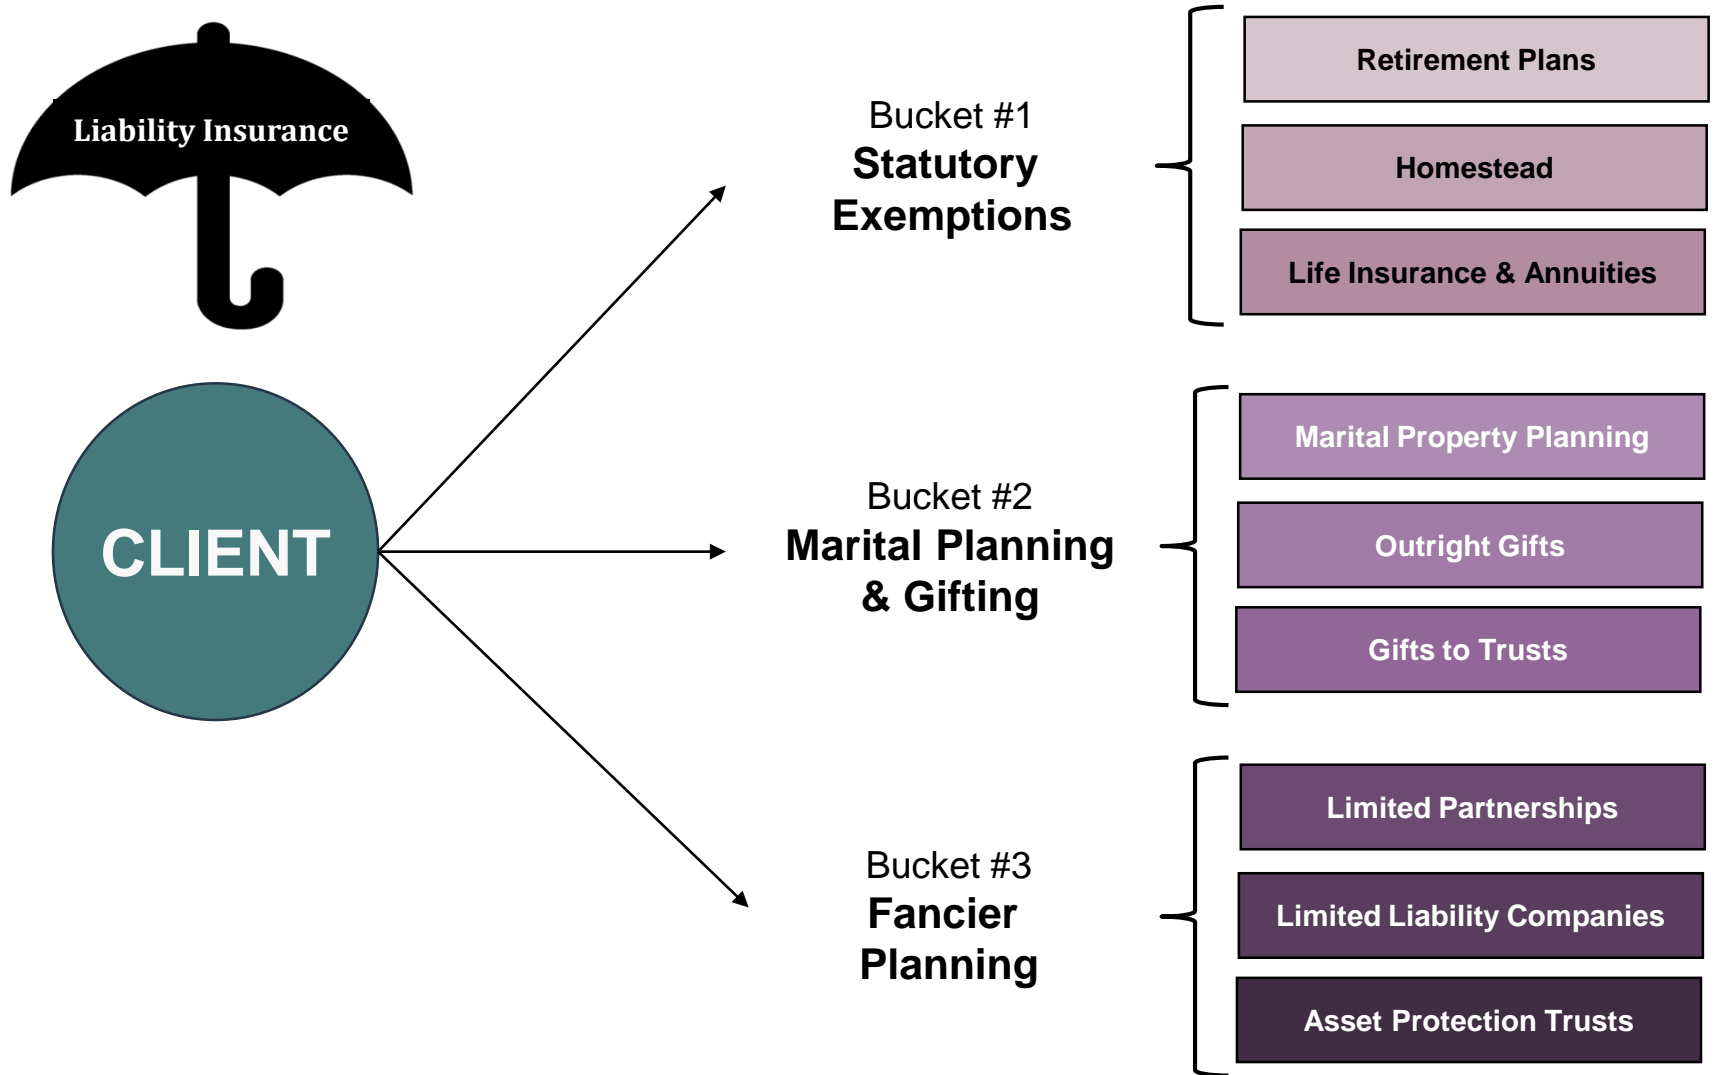 Liability Insurance
CLIENT
Bucket #1
Statutory
Exemptions
Retirement Plans
Homestead
Life Insurance & Annuities
Bucket #2
Marital Planning
& Gifting
Marital Property Planning
Outright Gifts
Gifts to Trusts
Bucket #3
Fancier
Planning
Limited Partnerships
Limited Liability Companies
Asset Protection Trusts